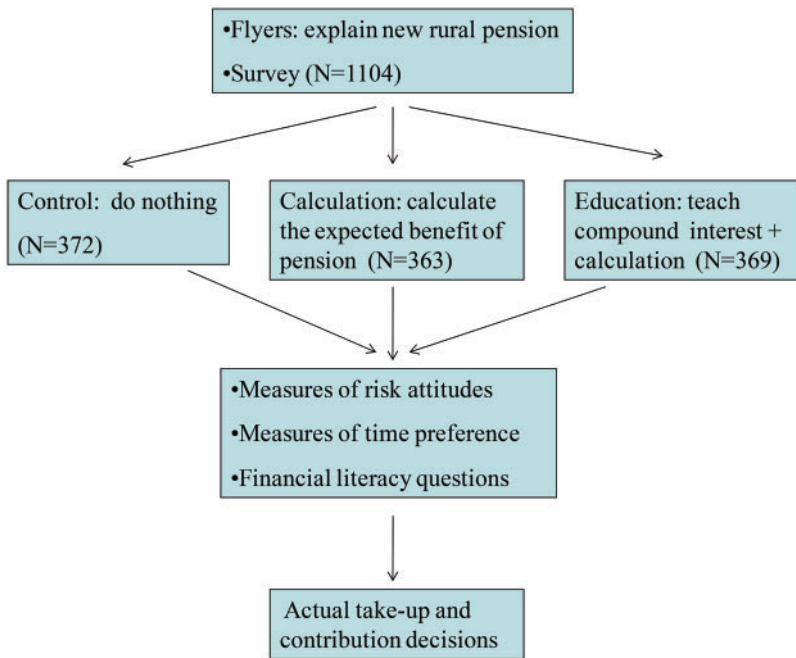 •Flyers: explain new rural pension
•Survey (N=1104)
Control: do nothing
(N=372)
Calculation: calculate
the expected benefit of
pension (N=363)
Education: teach
compound interest +
calculation (N=369)
•Measures of risk attitudes
•Measures of time preference
•Financial literacy questions
Actual take-up and
contribution decisions